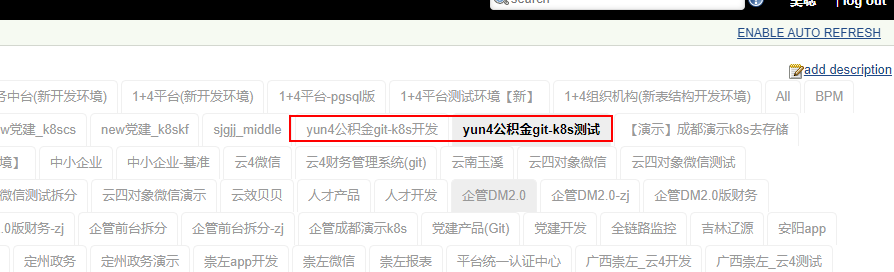 search log out
ENABLE AUTO REFRESH
add description
务中台(新开发环境) 1+4平台(新开发环境) 1+4平台-pgsql版 1+4平台测试环境【新】 1+4组织机构(新表结构开发环境) All BPM
new党建_k8scs new党建_k8skf sjgjj_middle yun4公积金git-k8s开发 yun4公积金git-k8s测试 【演示】成都演示k8s去存储
境】 中小企业 中小企业-基准 云4微信 云4财务管理系统(git) 云南玉溪 云四对象微信 云四对象微信测试
微信测试拆分 云四对象微信演示 云效贝贝 人才产品 人才开发 企管DM2.0 企管DM2.0-zj 企管DM2.0版财务
.0版财务-zj 企管前台拆分 企管前台拆分-zj 企管成都演示k8s 党建产品(Git) 党建开发 全链路监控 吉林辽源 安阳app
定州政务 定州政务演示 崇左app开发 崇左微信 崇左报表 平台统一认证中心 广西崇左_云4开发 广西崇左_云4测试